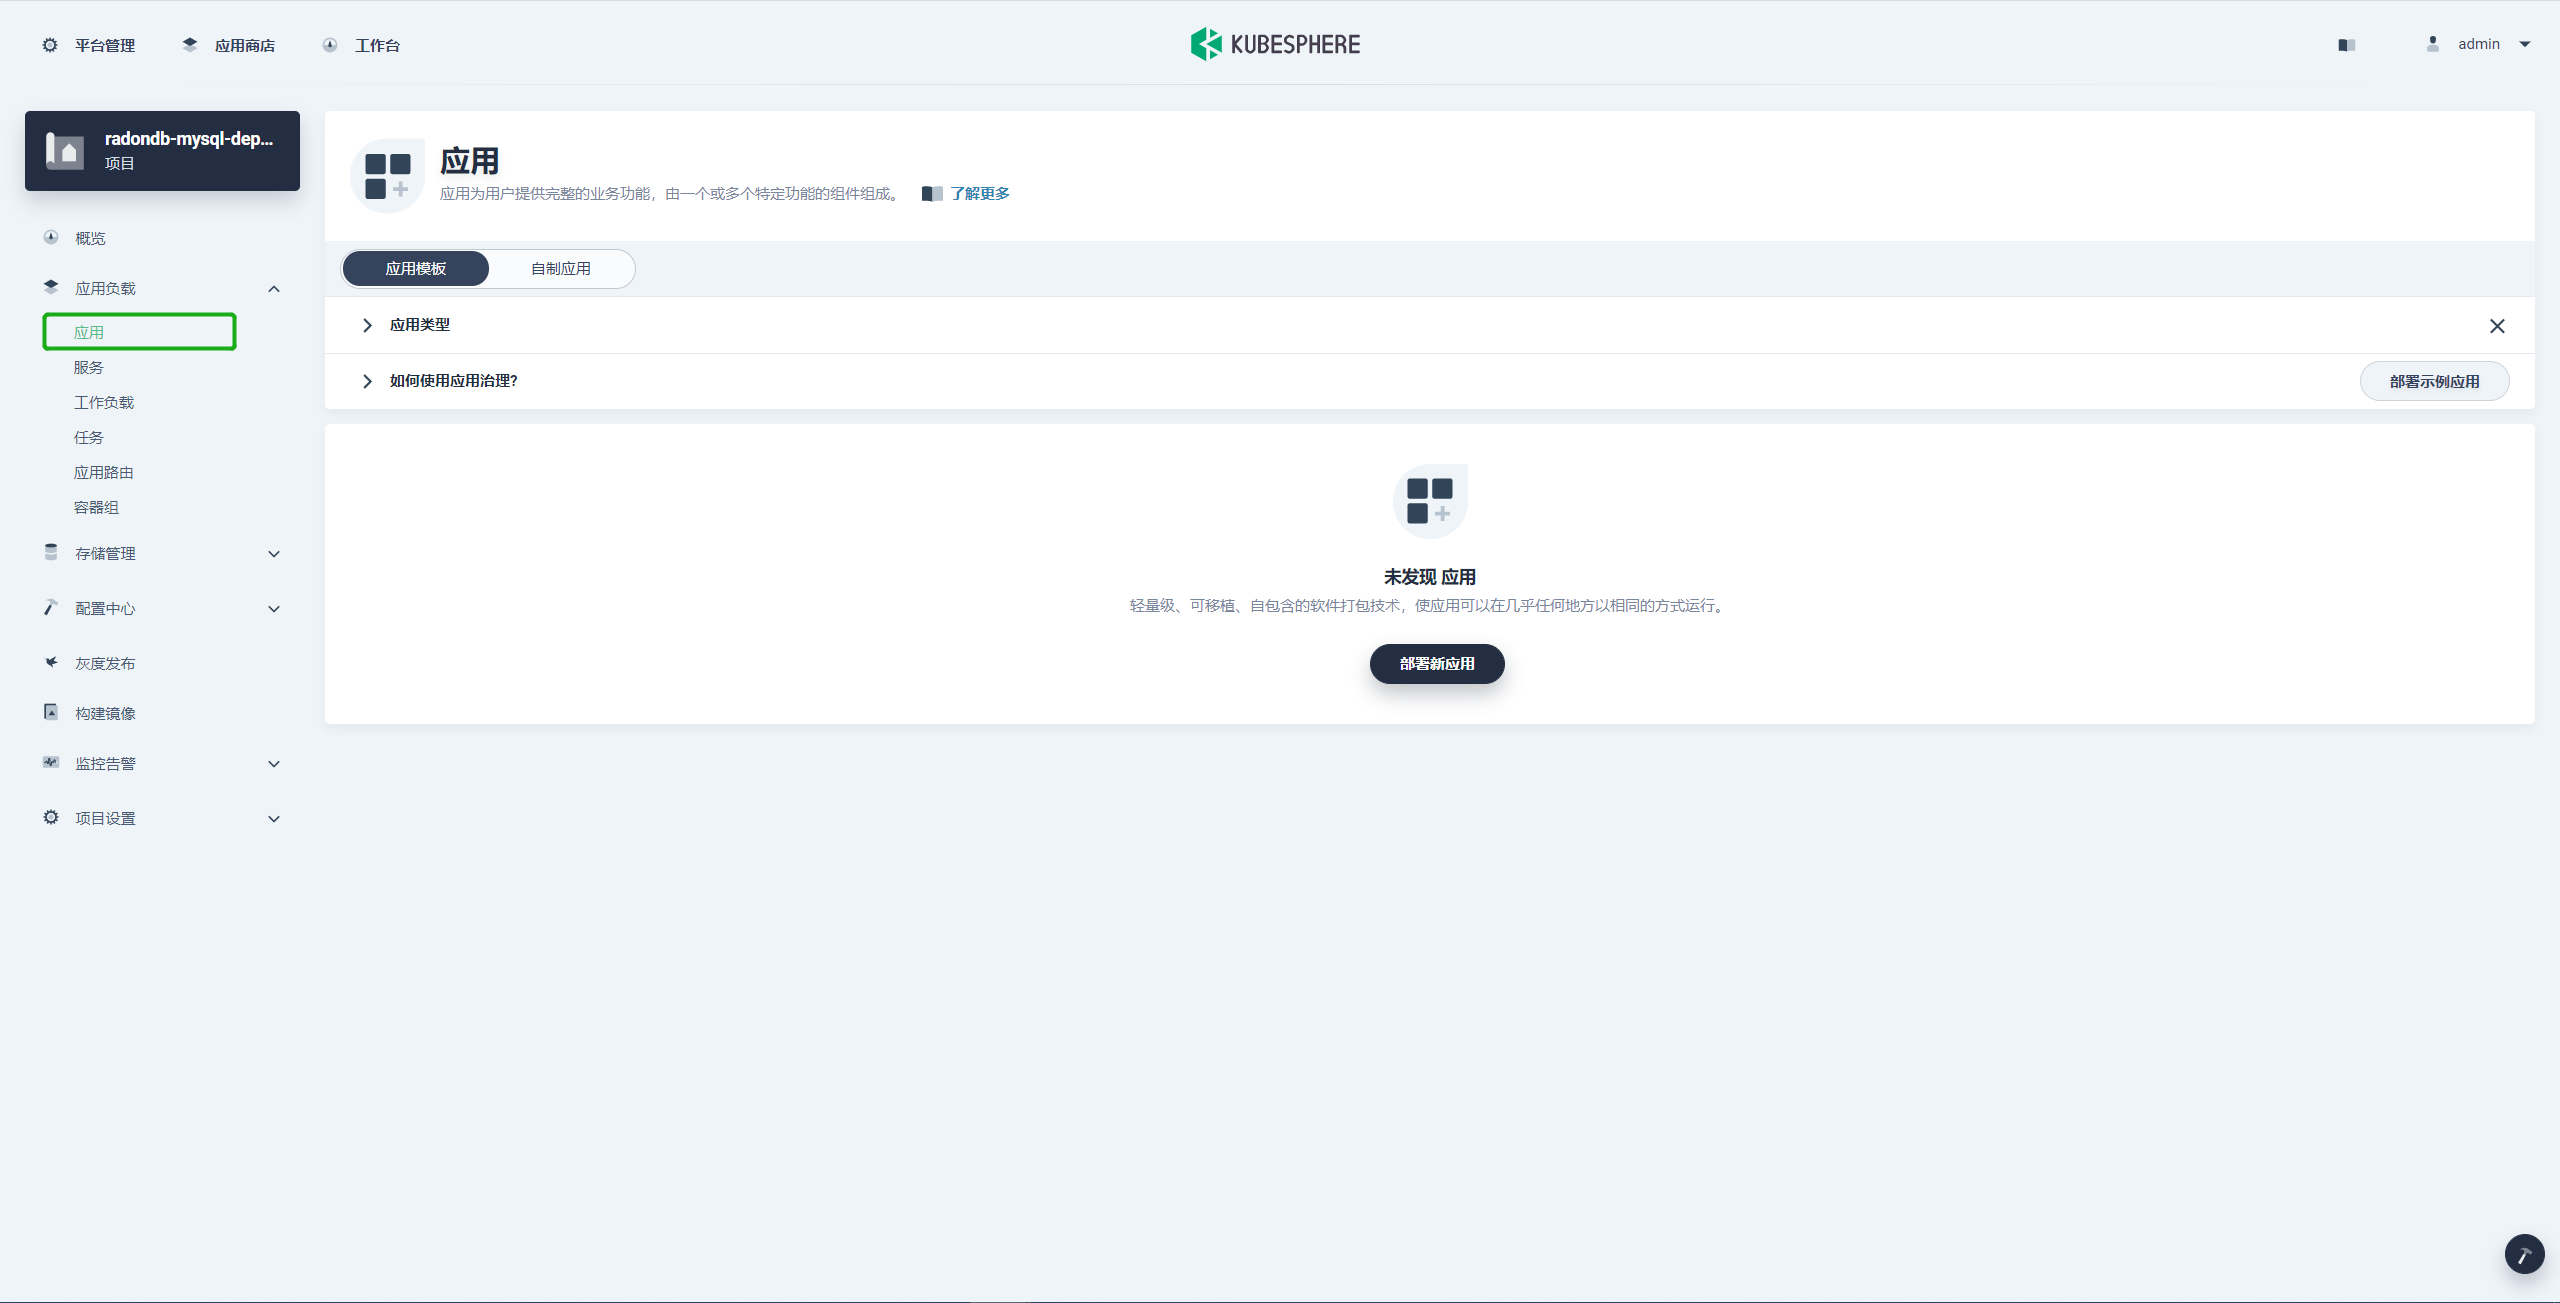 平台管理
应用商店
工作台
KUBESPHERE
admin
radondb-mysql-dep...
项目
概览
应用负载
应用
服务
工作负载
任务
应用路由
容器组
存储管理
配置中心
灰度发布
构建镜像
监控告警
项目设置
应用
应用为用户提供完整的业务功能，由一个或多个特定功能的组件组成。 了解更多
应用模板
自制应用
应用类型
如何使用应用治理?
部署示例应用
未发现 应用
轻量级、可移植、自包含的软件打包技术，使应用可以在几乎任何地方以相同的方式运行。
部署新应用